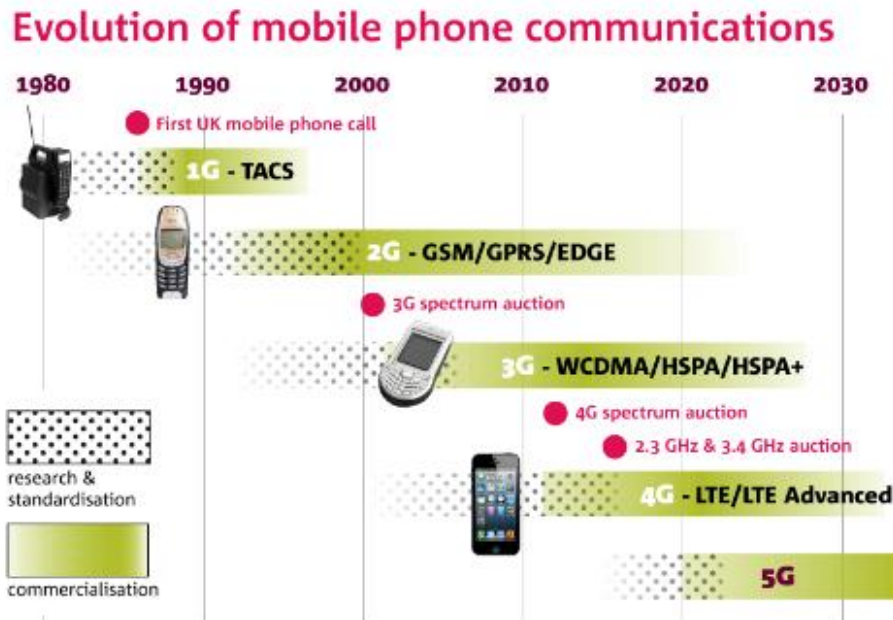 Evolution of mobile phone communications
1980 1990 2000 2010 2020 2030
First UK mobile phone call
1G - TACS
2G - GSM/GPRS/EDGE
3G spectrum auction
3G - WCDMA/HSPA/HSPA+
4G spectrum auction
2.3 GHz & 3.4 GHz auction
4G - LTE/LTE Advanced
5G
research &
standardisation
commercialisation